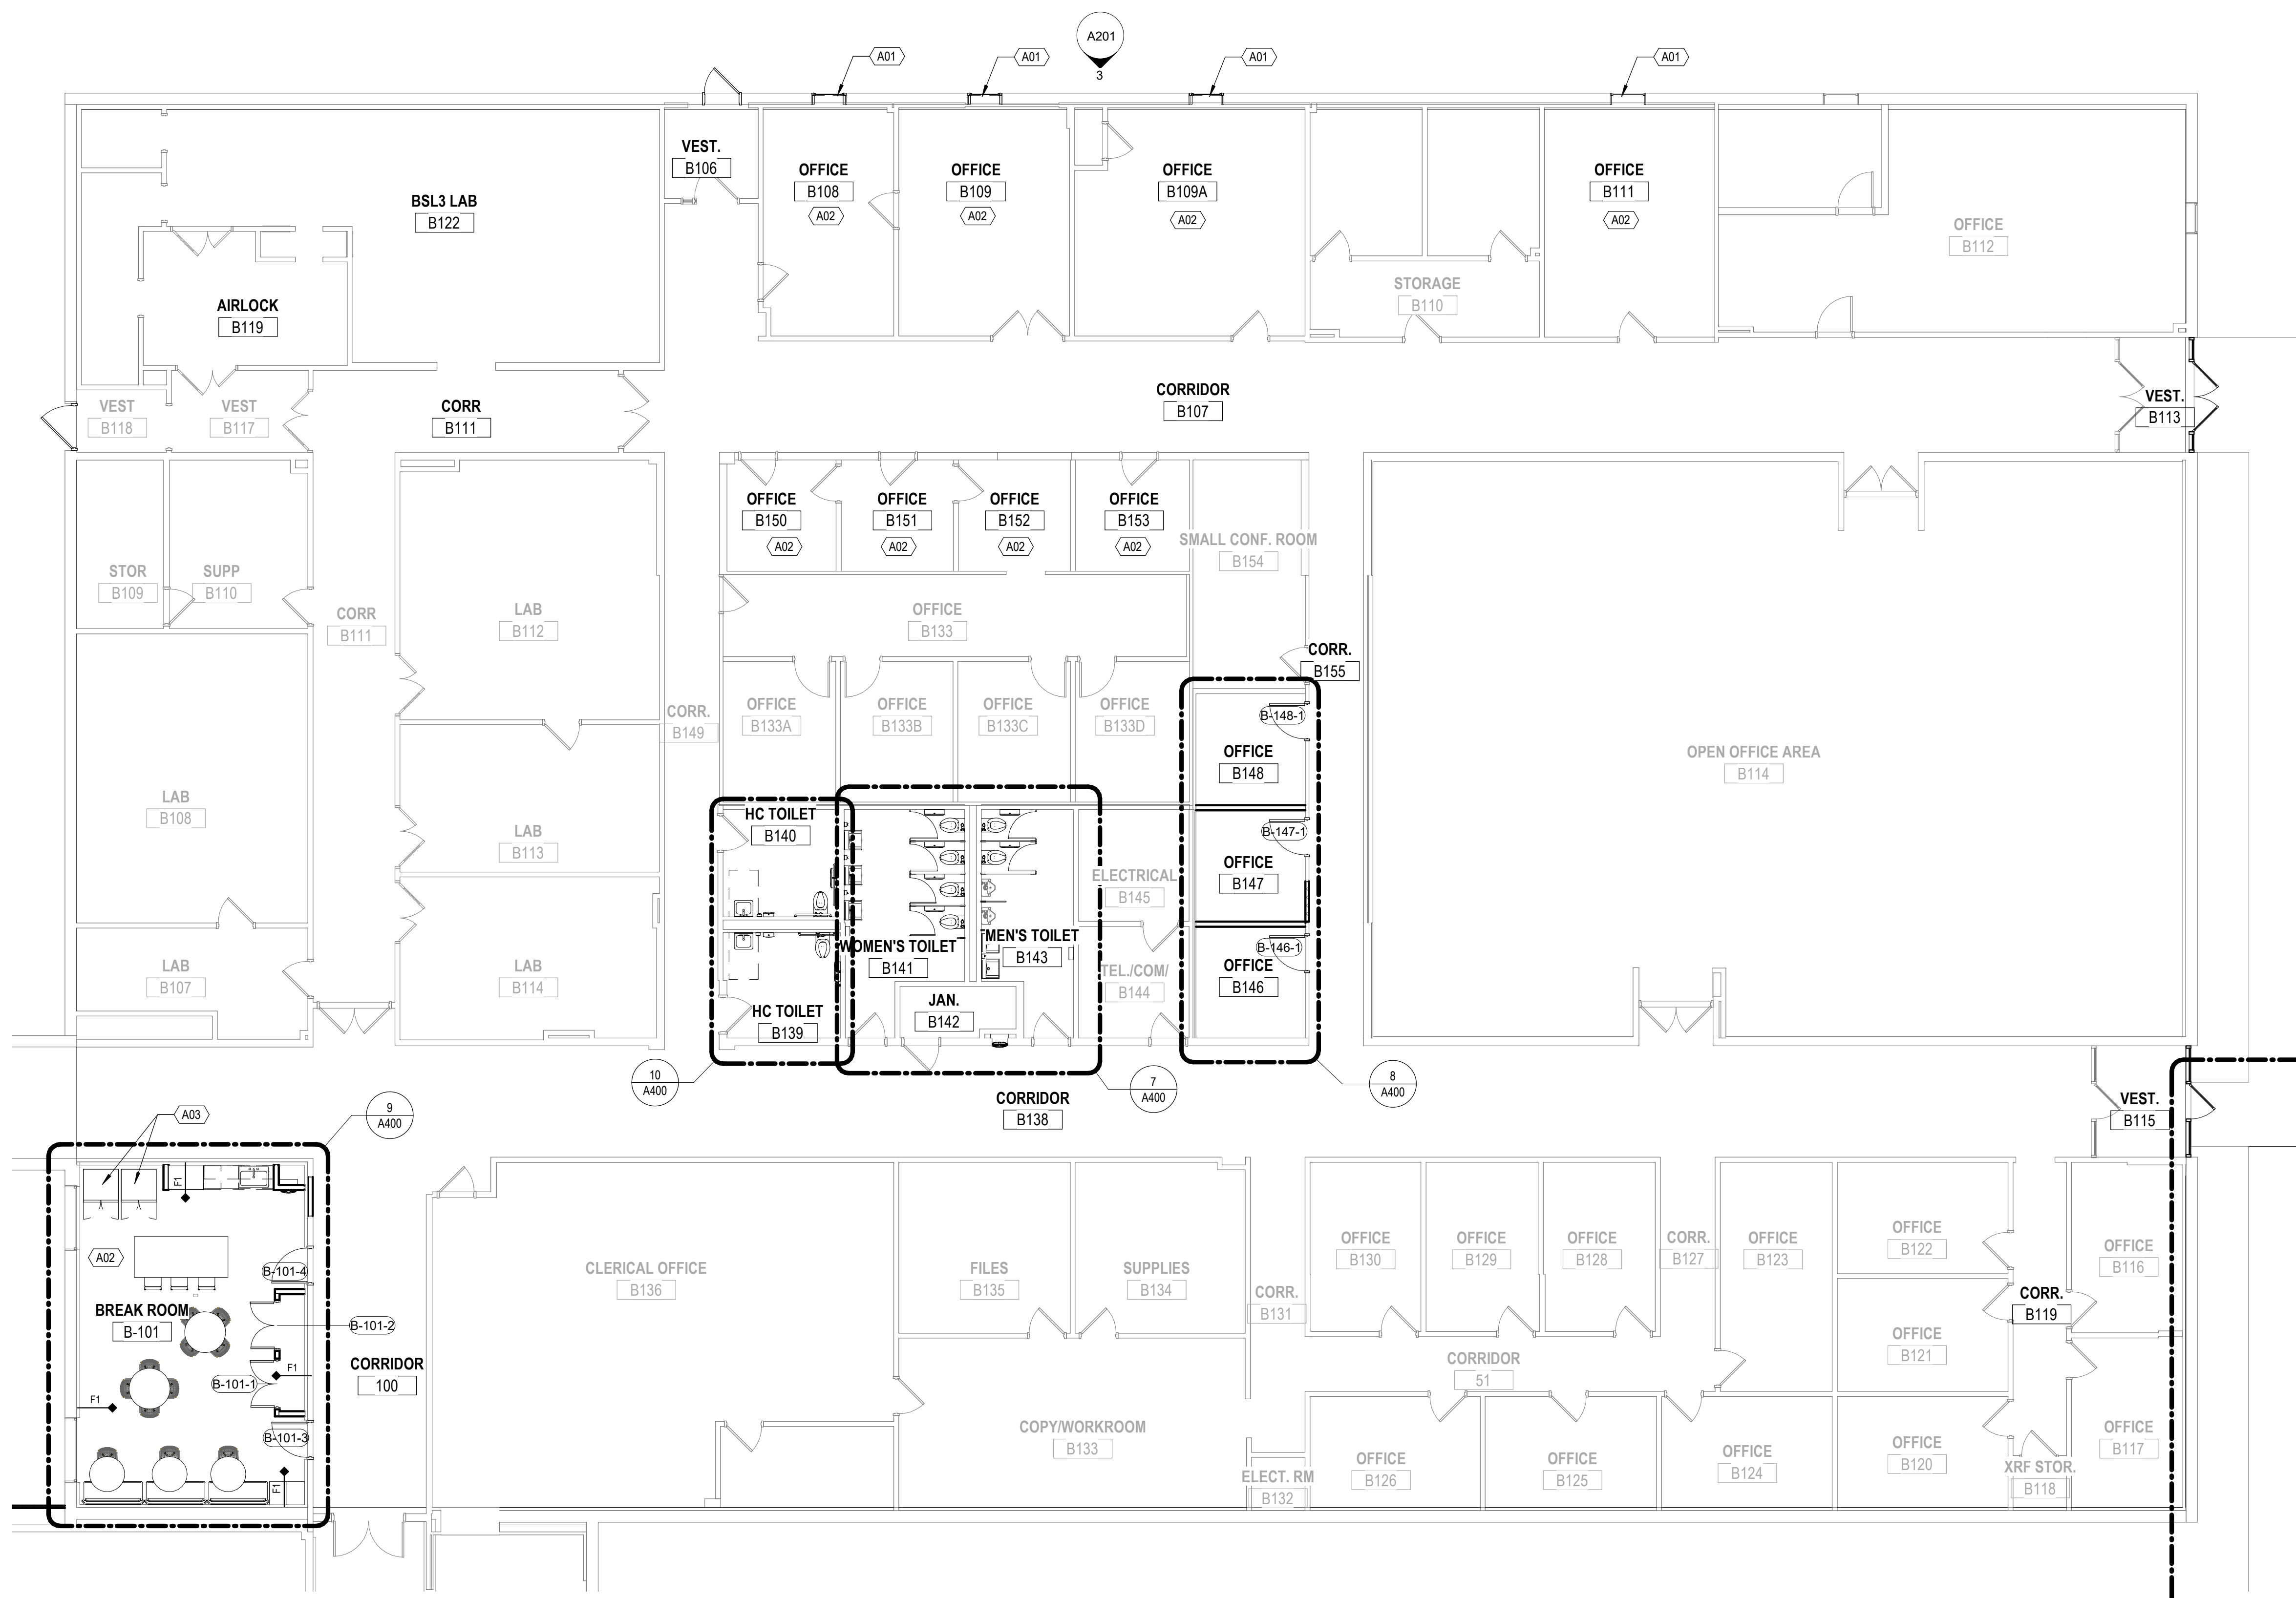 A201
3
A01
A01
A01
A01
VEST.
B106
OFFICE
B108
A02
OFFICE
B109
A02
OFFICE
B109A
A02
OFFICE
B111
A02
BSL3 LAB
B122
OFFICE
B112
STORAGE
B110
AIRLOCK
B119
VEST
B118
VEST
B117
CORR
B111
CORRIDOR
B107
VEST.
B113
OFFICE
B150
A02
OFFICE
B151
A02
OFFICE
B152
A02
OFFICE
B153
A02
SMALL CONF. ROOM
B154
STOR
B109
SUPP
B110
CORR
B111
LAB
B112
OFFICE
B133
CORR.
B155
OFFICE
B133A
OFFICE
B133B
OFFICE
B133C
OFFICE
B133D
CORR.
B149
B-148-1
OFFICE
B148
OPEN OFFICE AREA
B114
LAB
B108
LAB
B113
HC TOILET
B140
B-147-1
OFFICE
B147
ELECTRICAL
B145
WOMEN'S TOILET
B141
MEN'S TOILET
B143
B-146-1
OFFICE
B146
LAB
B107
LAB
B114
TEL./COM/
B144
JAN.
B142
HC TOILET
B139
10
A400
7
A400
8
A400
9
A400
A03
CORRIDOR
B138
VEST.
B115
F1
A02
B-101-4
BREAK ROOM
B-101
B-101-2
F1
B-101-1
F1
B-101-3
F1
CORRIDOR
100
CLERICAL OFFICE
B136
FILES
B135
SUPPLIES
B134
CORR.
B131
OFFICE
B130
OFFICE
B129
OFFICE
B128
CORR.
B127
OFFICE
B123
OFFICE
B122
OFFICE
B116
CORR.
B119
OFFICE
B121
CORRIDOR
51
COPY/WORKROOM
B133
ELECT. RM
B132
OFFICE
B126
OFFICE
B125
OFFICE
B124
OFFICE
B120
XRF STOR.
B118
OFFICE
B117